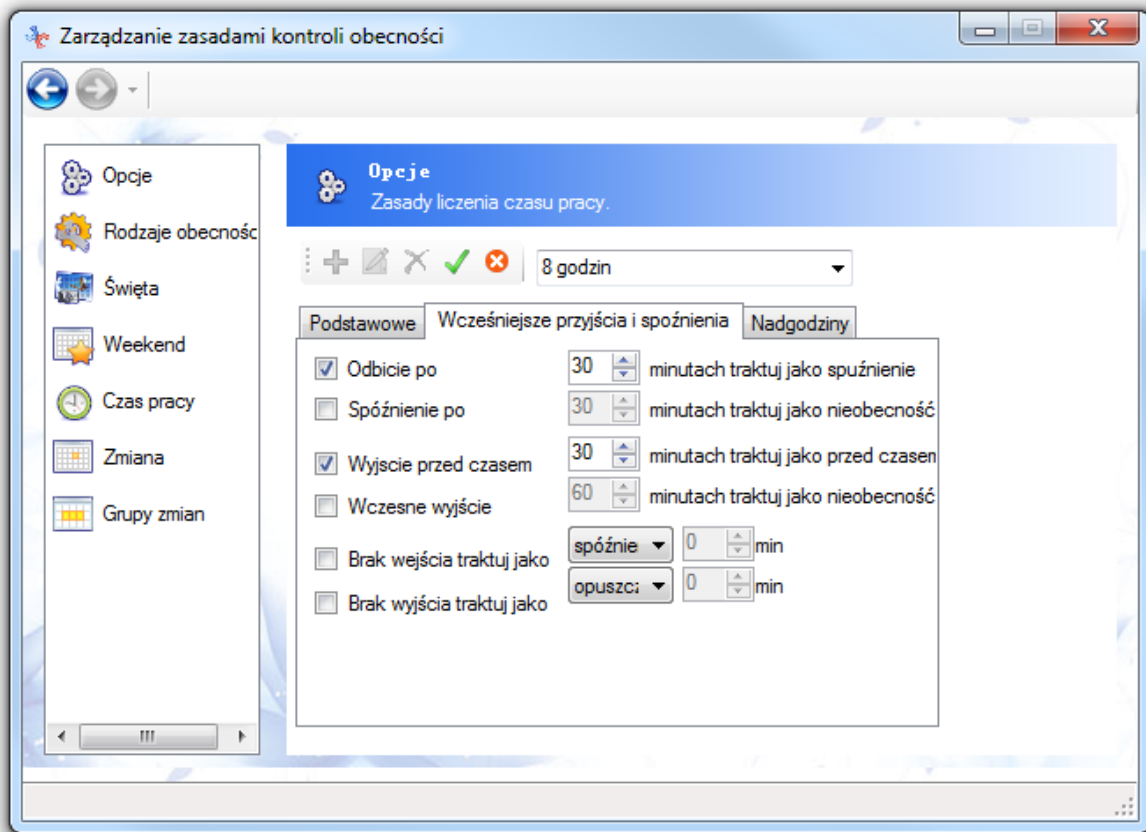 Zarządzanie zasadami kontroli obecności
Opcje
Rodzaje obecnośc
Święta
Weekend
Czas pracy
Zmiana
Grupy zmian
Opcje
Zasady liczenia czasu pracy.
8 godzin
Podstawowe Wcześniejsze przyjścia i spoźnienia Nadgodziny
Odbicie po 30 minutach traktuj jako spuźnienie
Spóźnienie po 30 minutach traktuj jako nieobecność
Wyjscie przed czasem 30 minutach traktuj jako przed czasem
Wczesne wyjście 60 minutach traktuj jako nieobecność
Brak wejścia traktuj jako spóźnie 0 min
Brak wyjścia traktuj jako opuszcz 0 min